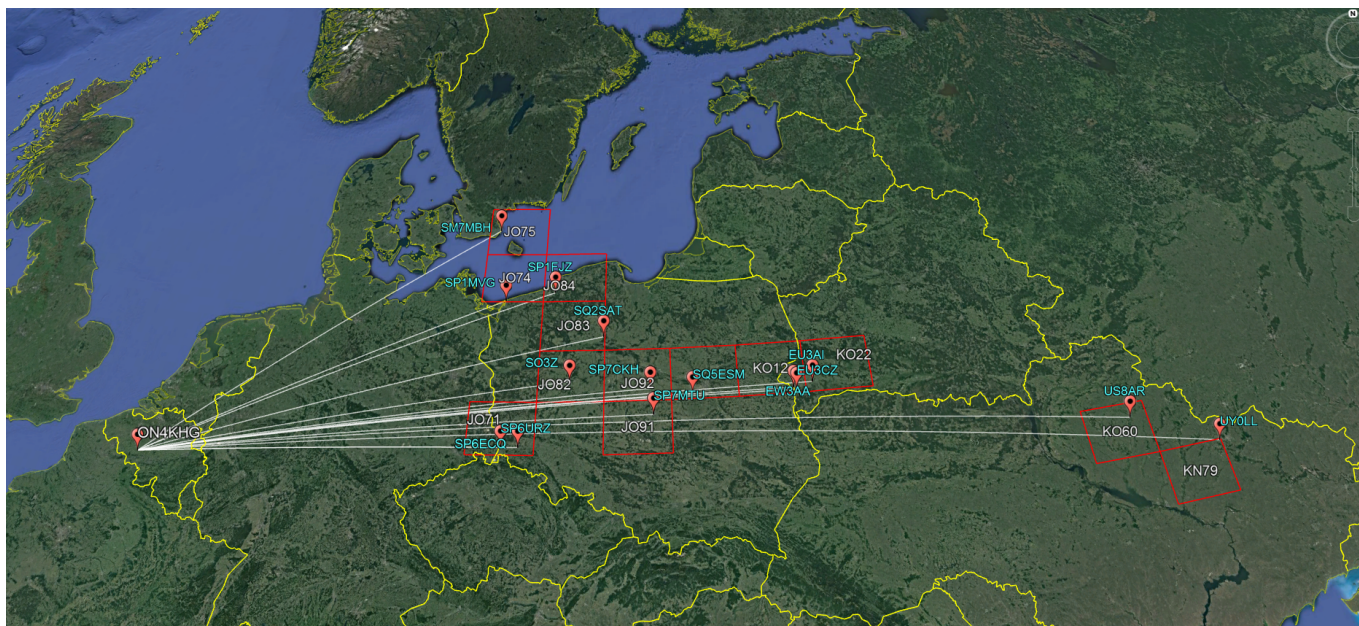 N
SM7MBH
JO75
SP1FJZ
SP1MVG
JO74
JO84
SQ2SAT
JO83
EU3AI
KO22
SO3Z
SP7CKH
KO12
EU3CZ
JO82
JO92
SQ5ESM
EW3AA
SP7MTU
US8AR
JO71
SP6URZ
JO91
UY0LL
ON4KHG
SP6ECQ
KO60
KN79